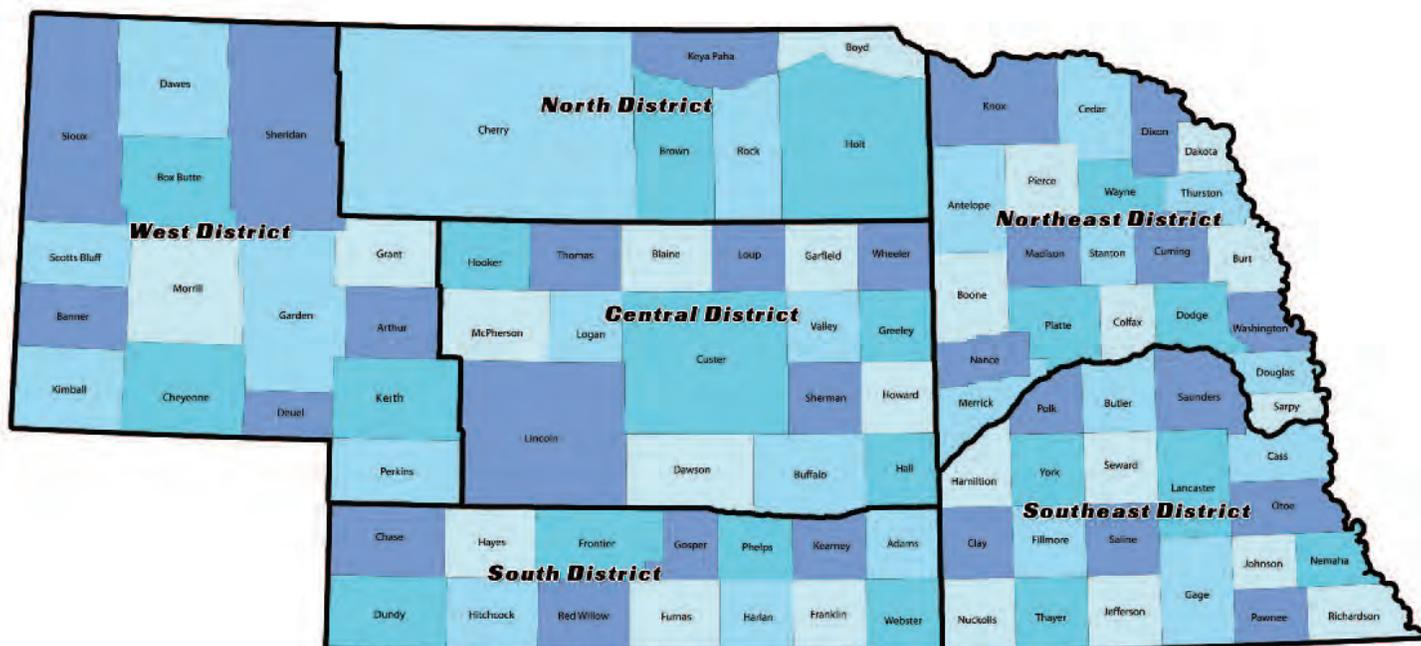 West District
Sioux
Dawes
Sheridan
Box Butte
Scotts Bluff
Morrill
Grant
Banner
Garden
Arthur
Kimball
Cheyenne
Deuel
Keith
Perkins
North District
Cherry
Keya Paha
Boyd
Brown
Rock
Holt
Central District
Hooker
Thomas
Blaine
Loup
Garfield
Wheeler
McPherson
Logan
Custer
Valley
Greeley
Lincoln
Sherman
Howard
Dawson
Buffalo
Hall
Northeast District
Knox
Cedar
Dixon
Dakota
Antelope
Pierce
Wayne
Thurston
Madison
Stanton
Cuming
Burt
Boone
Platte
Colfax
Dodge
Washington
Nance
Merrick
Douglas
Sarpy
Southeast District
Polk
Butler
Saunders
Hamiltion
York
Seward
Lancaster
Cass
Otoe
Clay
Fillmore
Saline
Gage
Johnson
Nemaha
Nuckolls
Thayer
Jefferson
Pawnee
Richardson
South District
Chase
Hayes
Frontier
Gosper
Phelps
Kearney
Adams
Dundy
Hitchcock
Red Willow
Furnas
Harlan
Franklin
Webster